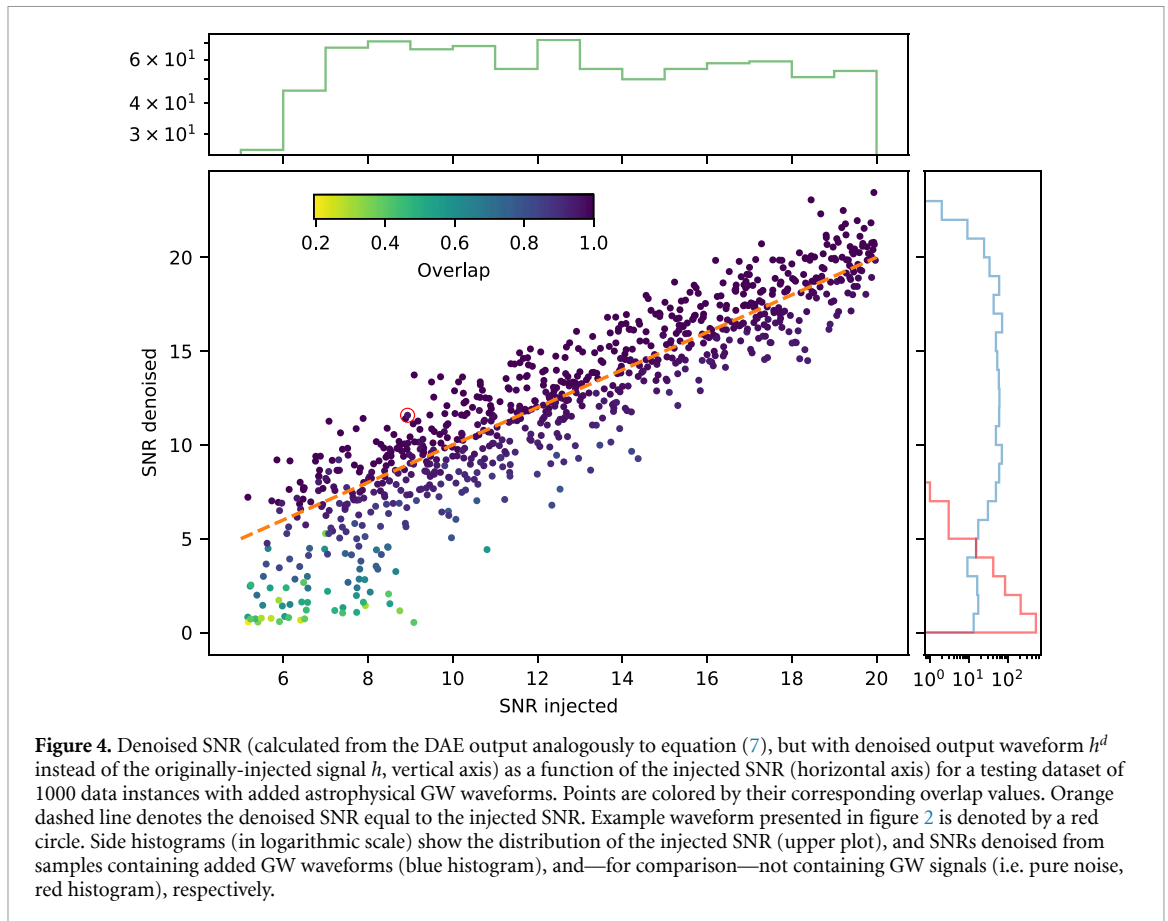 6 × 10¹
4 × 10¹
3 × 10¹
0.2 0.4 0.6 0.8 1.0
Overlap
20
15
10
5
0
SNR denoised
6 8 10 12 14 16 18 20
SNR injected
10⁰ 10¹ 10²
Figure 4. Denoised SNR (calculated from the DAE output analogously to equation (7), but with denoised output waveform hᵈ
instead of the originally-injected signal h, vertical axis) as a function of the injected SNR (horizontal axis) for a testing dataset of
1000 data instances with added astrophysical GW waveforms. Points are colored by their corresponding overlap values. Orange
dashed line denotes the denoised SNR equal to the injected SNR. Example waveform presented in figure 2 is denoted by a red
circle. Side histograms (in logarithmic scale) show the distribution of the injected SNR (upper plot), and SNRs denoised from
samples containing added GW waveforms (blue histogram), and—for comparison—not containing GW signals (i.e. pure noise,
red histogram), respectively.